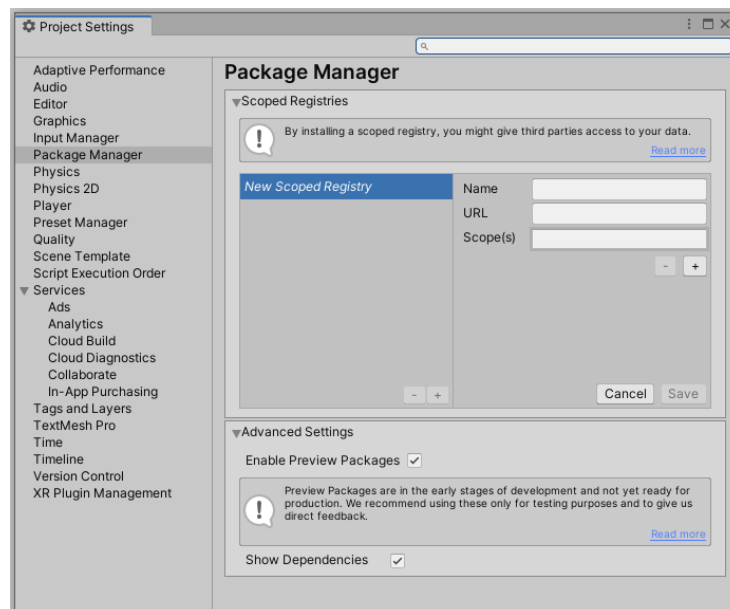 Project Settings
Adaptive Performance
Audio
Editor
Graphics
Input Manager
Package Manager
Physics
Physics 2D
Player
Preset Manager
Quality
Scene Template
Script Execution Order
Services
Ads
Analytics
Cloud Build
Cloud Diagnostics
Collaborate
In-App Purchasing
Tags and Layers
TextMesh Pro
Time
Timeline
Version Control
XR Plugin Management
Package Manager
Scoped Registries
By installing a scoped registry, you might give third parties access to your data.
Read more
New Scoped Registry
Name
URL
Scope(s)
- +
- +
Cancel Save
Advanced Settings
Enable Preview Packages
Preview Packages are in the early stages of development and not yet ready for
production. We recommend using these only for testing purposes and to give us
direct feedback.
Read more
Show Dependencies